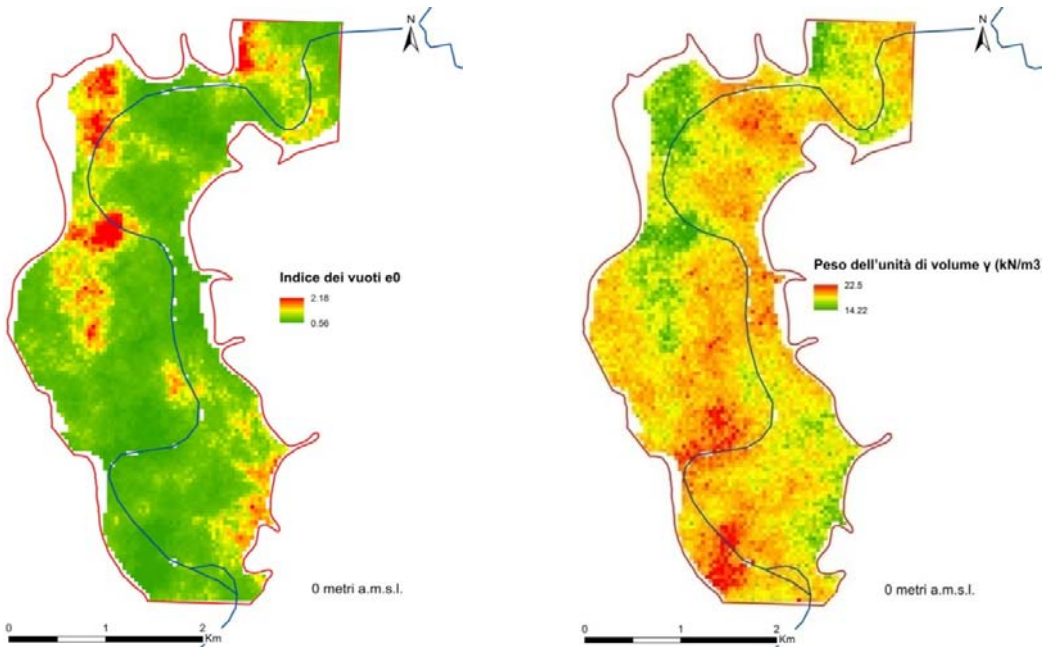 N
Indice dei vuoti e0
2.18
0.56
0 metri a.m.s.l.
0 1 2
Km
N
Peso dell'unità di volume γ (kN/m3
22.5
14.22
0 metri a.m.s.l.
0 1 2
Km